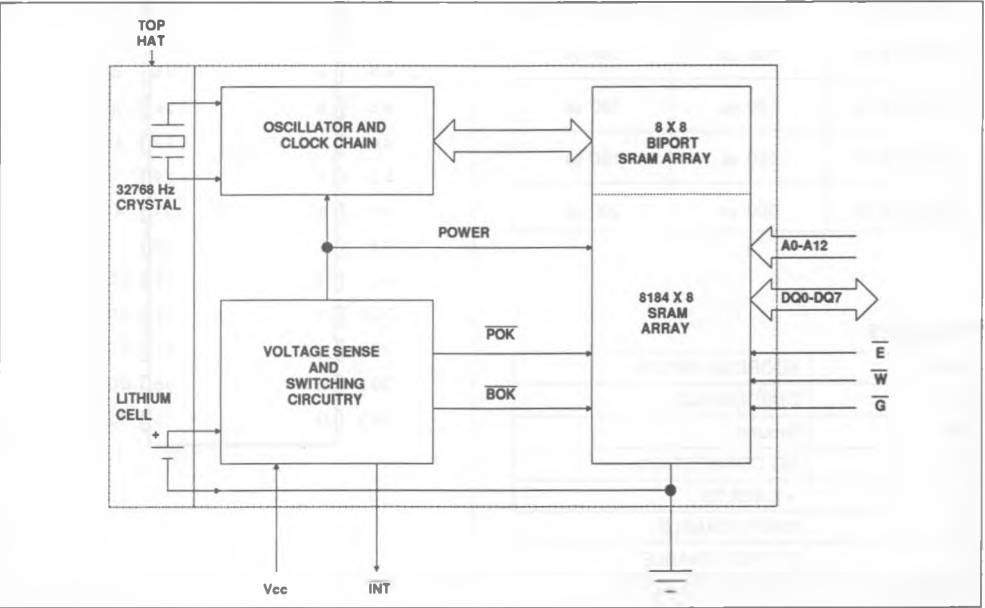 TOP
HAT
OSCILLATOR AND
CLOCK CHAIN
8 X 8
BIPORT
SRAM ARRAY
32768 Hz
CRYSTAL
POWER
A0-A12
DQ0-DQ7
8184 X 8
SRAM
ARRAY
POK
VOLTAGE SENSE
AND
SWITCHING
CIRCUITRY
E
W
BOK
G
LITHIUM
CELL
+
Vcc
INT